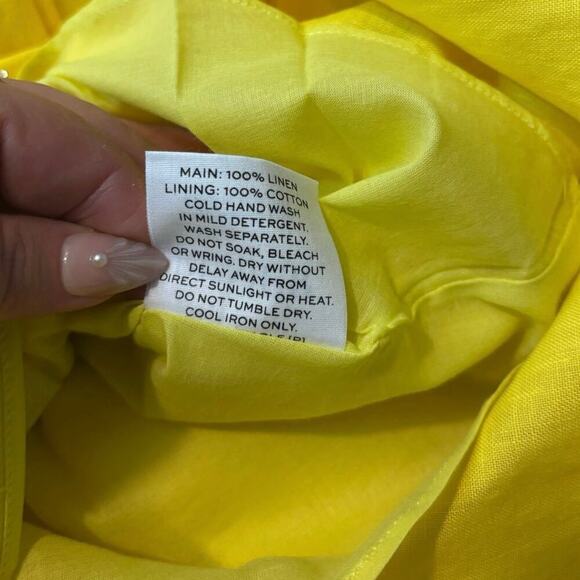 MAIN: 100% LINEN
LINING: 100% COTTON
COLD HAND WASH
IN MILD DETERGENT.
WASH SEPARATELY.
DO NOT SOAK, BLEACH
OR WRING. DRY WITHOUT
DELAY AWAY FROM
DIRECT SUNLIGHT OR HEAT.
DO NOT TUMBLE DRY.
COOL IRON ONLY.